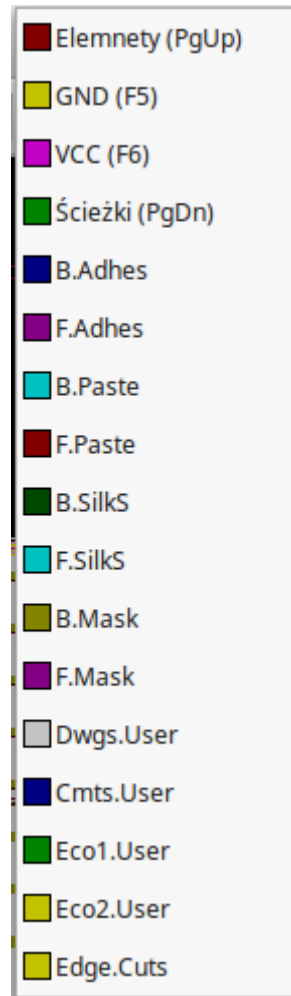 Elemnety (PgUp)
GND (F5)
VCC (F6)
Ścieżki (PgDn)
B.Adhes
F.Adhes
B.Paste
F.Paste
B.SilkS
F.SilkS
B.Mask
F.Mask
Dwgs.User
Cmts.User
Eco1.User
Eco2.User
Edge.Cuts